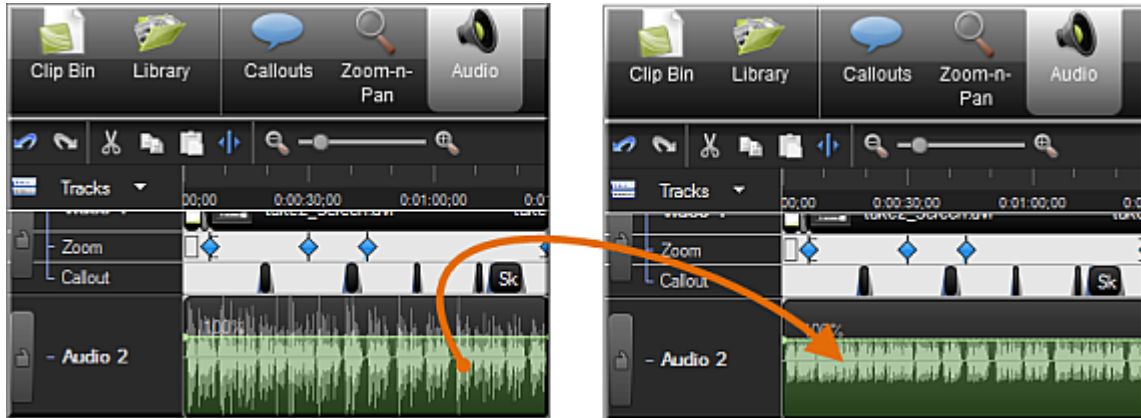 Clip Bin
Library
Callouts
Zoom-n-
Pan
Audio
Tracks
00;00
0:00:30;00
0:01:00;00
Zoom
Callout
Sk
100%
Audio 2
Clip Bin
Library
Callouts
Zoom-n-
Pan
Audio
Tracks
00;00
0:00:30;00
0:01:00;00
Zoom
Callout
Sk
100%
Audio 2